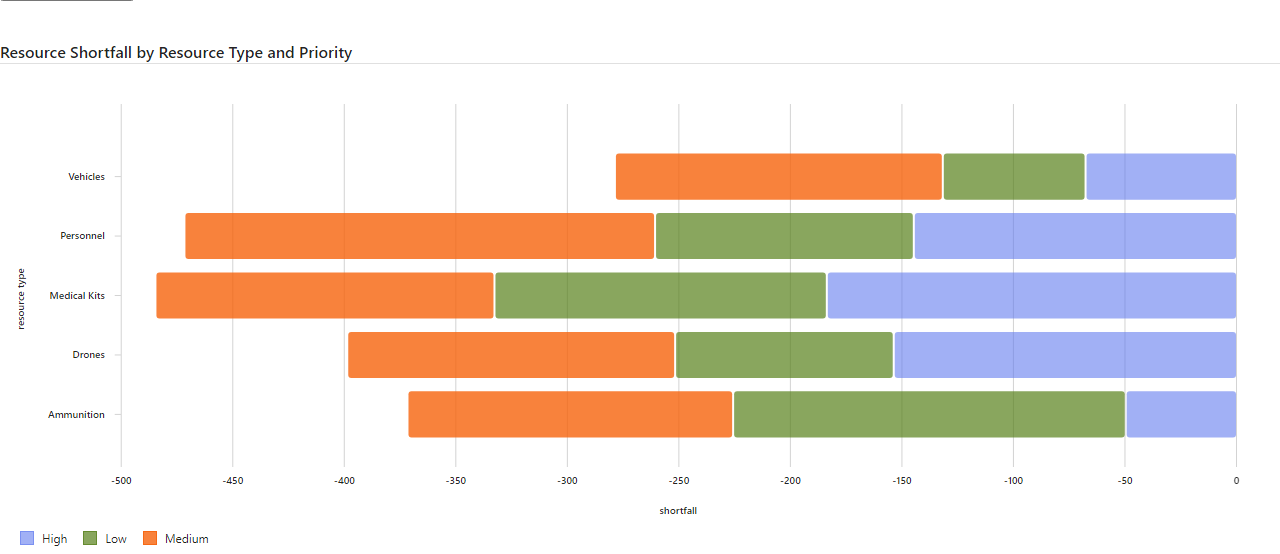 Resource Shortfall by Resource Type and Priority
resource type
Vehicles
Personnel
Medical Kits
Drones
Ammunition
-500 -450 -400 -350 -300 -250 -200 -150 -100 -50 0
shortfall
High Low Medium